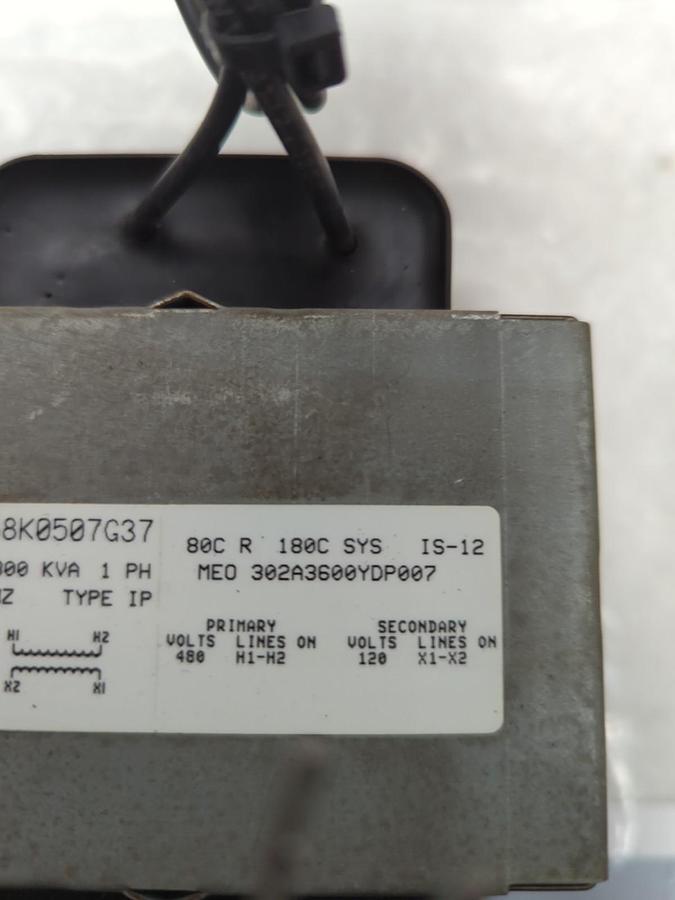 8K0507G37
000 KVA 1 PH
HZ TYPE IP
H1 H2
X2 X1
80C R 180C SYS IS-12
MEO 302A3600YDP007
PRIMARY SECONDARY
VOLTS LINES ON VOLTS LINES ON
480 H1-H2 120 X1-X2